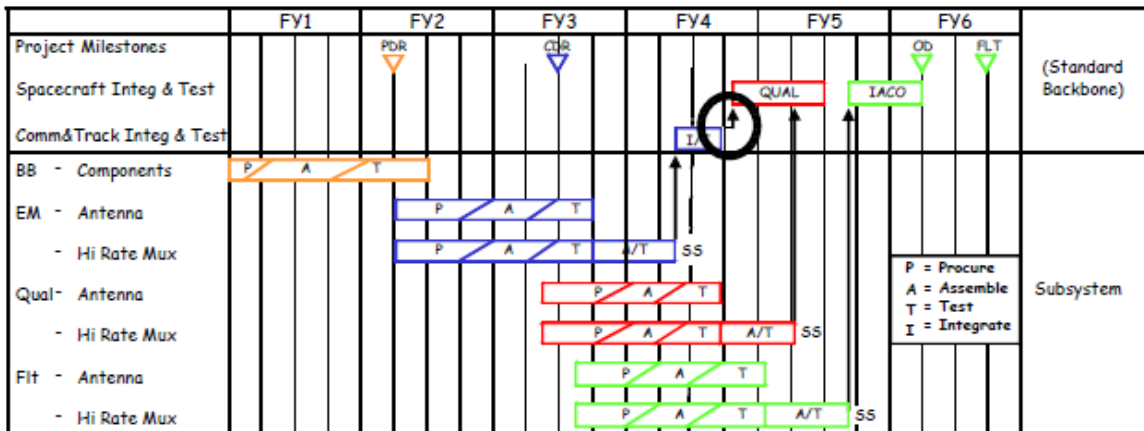 FY1 FY2 FY3 FY4 FY5 FY6
Project Milestones PDR CDR OD FLT
Spacecraft Integ & Test QUAL IACO
(Standard
Backbone)
Comm&Track Integ & Test I/T
BB - Components P A T
EM - Antenna P A T
- Hi Rate Mux P A T A/T SS
Qual- Antenna P A T
- Hi Rate Mux P A T A/T SS
Flt - Antenna P A T
- Hi Rate Mux P A T A/T SS
P = Procure
A = Assemble
T = Test
I = Integrate
Subsystem